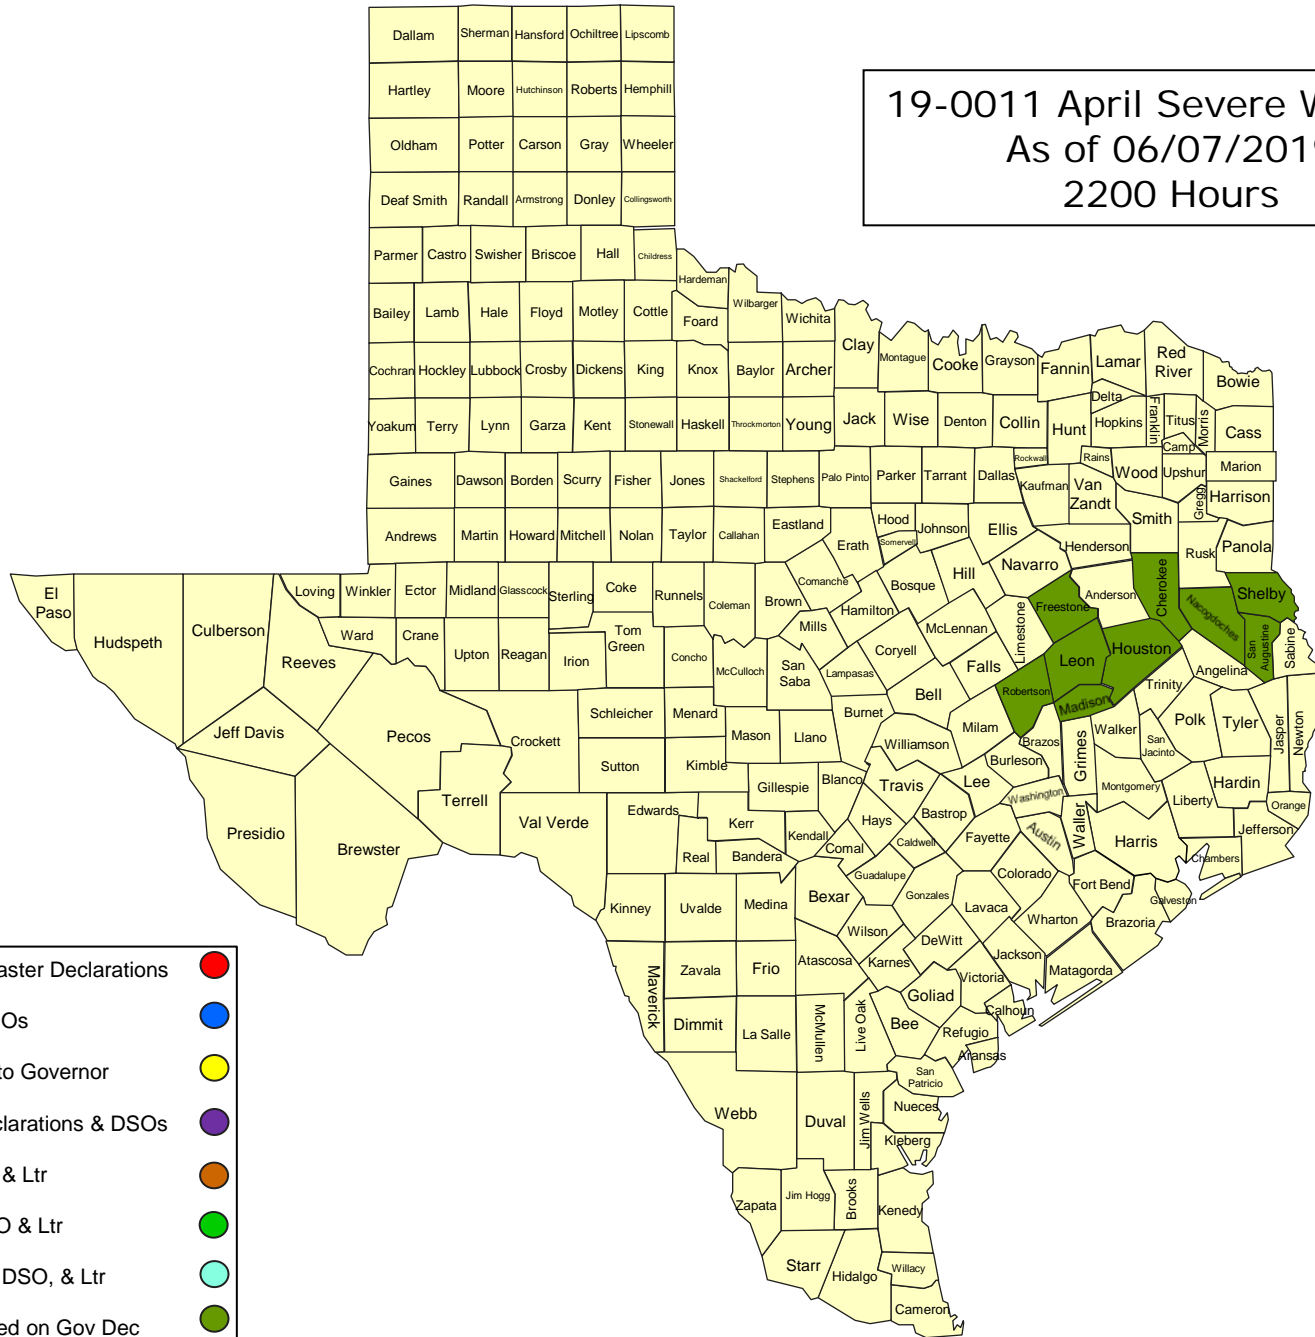 Dallam Sherman Hansford Ochiltree Lipscomb
Hartley Moore Hutchinson Roberts Hemphill
19-0011 April Severe W
As of 06/07/201
2200 Hours
Oldham Potter Carson Gray Wheeler
Deaf Smith Randall Armstrong Donley Collingsworth
Parmer Castro Swisher Briscoe Hall Childress
Hardeman
Bailey Lamb Hale Floyd Motley Cottle Foard Wilbarger Wichita
Clay Montague Cooke Grayson Fannin Lamar Red River Bowie
Cochran Hockley Lubbock Crosby Dickens King Knox Baylor Archer
Delta
Yoakum Terry Lynn Garza Kent Stonewall Haskell Throckmorton Young Jack Wise Denton Collin Hunt Hopkins Franklin Titus Morris Cass
Camp
Rockwall Rains
Gaines Dawson Borden Scurry Fisher Jones Shackelford Stephens Palo Pinto Parker Tarrant Dallas Kaufman Van Zandt Wood Upshur Marion
Gregg Harrison
Andrews Martin Howard Mitchell Nolan Taylor Callahan Eastland Erath Hood Somervell Johnson Ellis Henderson Smith Rusk Panola
El Paso Hudspeth Culberson Loving Winkler Ector Midland Glasscock Sterling Coke Runnels Coleman Brown Comanche Hamilton Bosque Hill Navarro Freestone Anderson Cherokee Nacogdoches Shelby
Reeves Ward Crane Upton Reagan Irion Tom Green Concho McCulloch San Saba Mills Lampasas Coryell McLennan Limestone Falls Leon Houston Angelina San Augustine Sabine
Jeff Davis Pecos Crockett Schleicher Menard Mason Llano Burnet Bell Milam Robertson Madison Trinity Polk Tyler Jasper Newton
Sutton Kimble Gillespie Blanco Williamson Burleson Brazos Grimes Walker San Jacinto
Presidio Brewster Terrell Val Verde Edwards Kerr Kendall Hays Travis Lee Bastrop Washington Montgomery Liberty Hardin Orange
Real Bandera Comal Caldwell Fayette Austin Waller Harris Jefferson Chambers
Kinney Uvalde Medina Bexar Guadalupe Gonzales Lavaca Colorado Wharton Fort Bend Brazoria Galveston
Maverick Zavala Frio Atascosa Wilson Karnes DeWitt Victoria Jackson Matagorda
Dimmit La Salle McMullen Live Oak Bee Goliad Refugio Calhoun Aransas
San Patricio
Webb Duval Jim Wells Nueces
Kleberg
Zapata Jim Hogg Brooks Kenedy
Starr Hidalgo Willacy
Cameron
aster Declarations
Os
to Governor
clarations & DSOs
& Ltr
O & Ltr
DSO, & Ltr
ed on Gov Dec